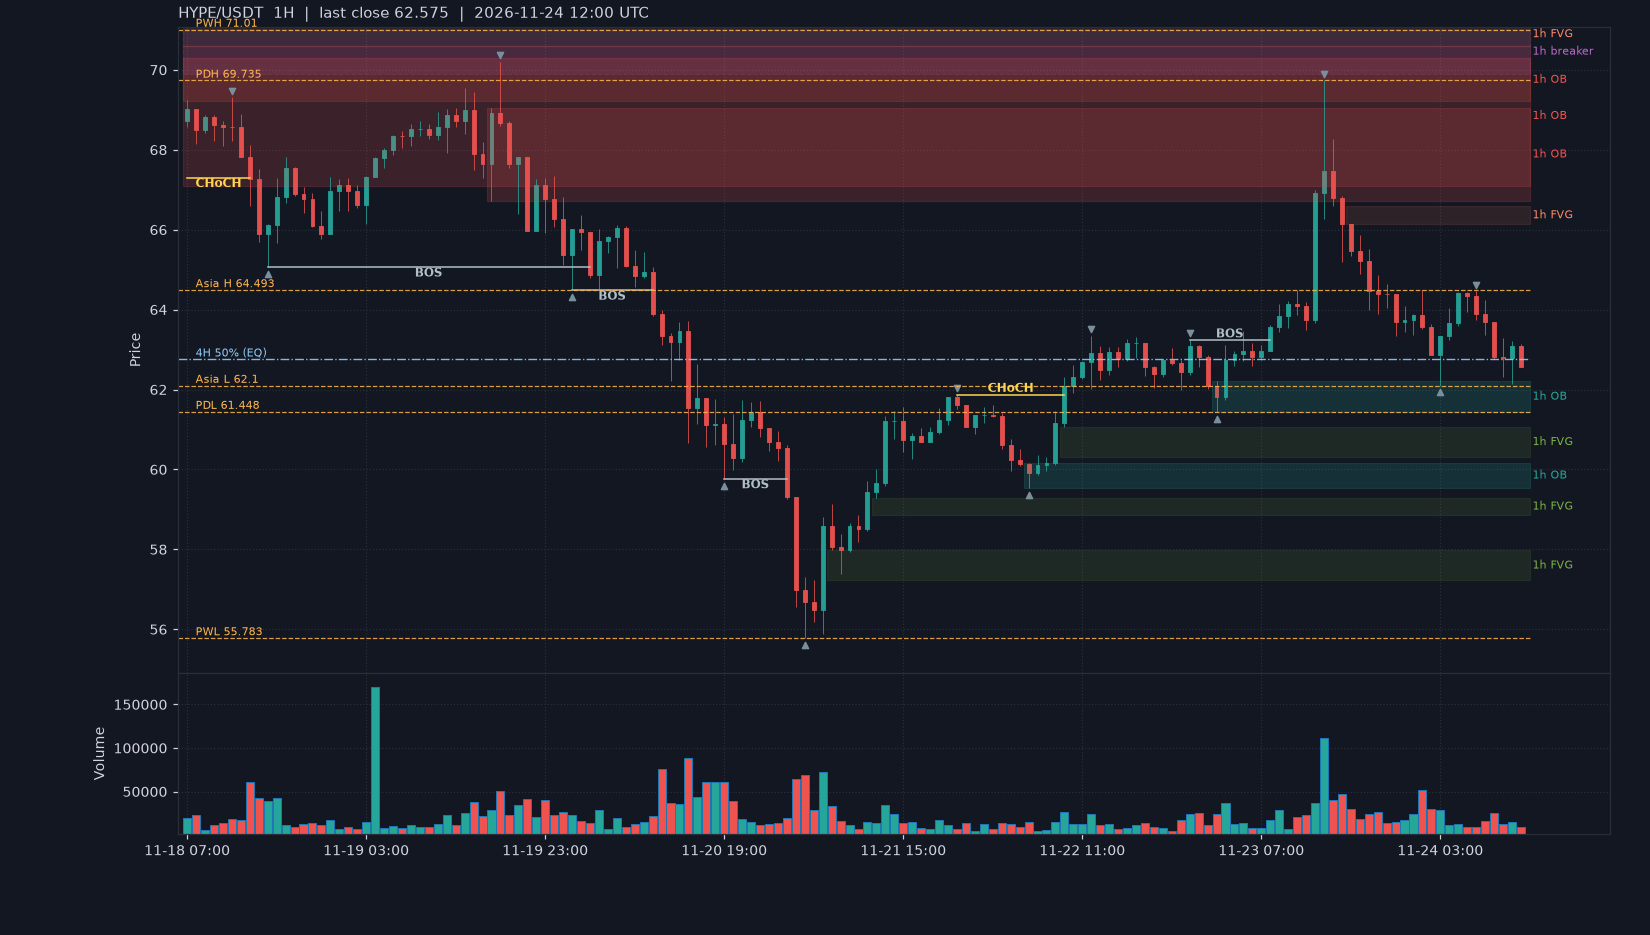 HYPE/USDT  1H  |  last close 62.575  |  2026-11-24 12:00 UTC
PWH 71.01
1h FVG
1h breaker
70
PDH 69.735
1h OB
1h OB
68
1h OB
CHoCH
1h FVG
66
BOS
Asia H 64.493
BOS
64
BOS
Price
4H 50% (EQ)
Asia L 62.1
62
CHoCH
1h OB
PDL 61.448
1h FVG
60
1h OB
BOS
1h FVG
58
1h FVG
56
PWL 55.783
150000
Volume
100000
50000
11-18 07:00
11-19 03:00
11-19 23:00
11-20 19:00
11-21 15:00
11-22 11:00
11-23 07:00
11-24 03:00